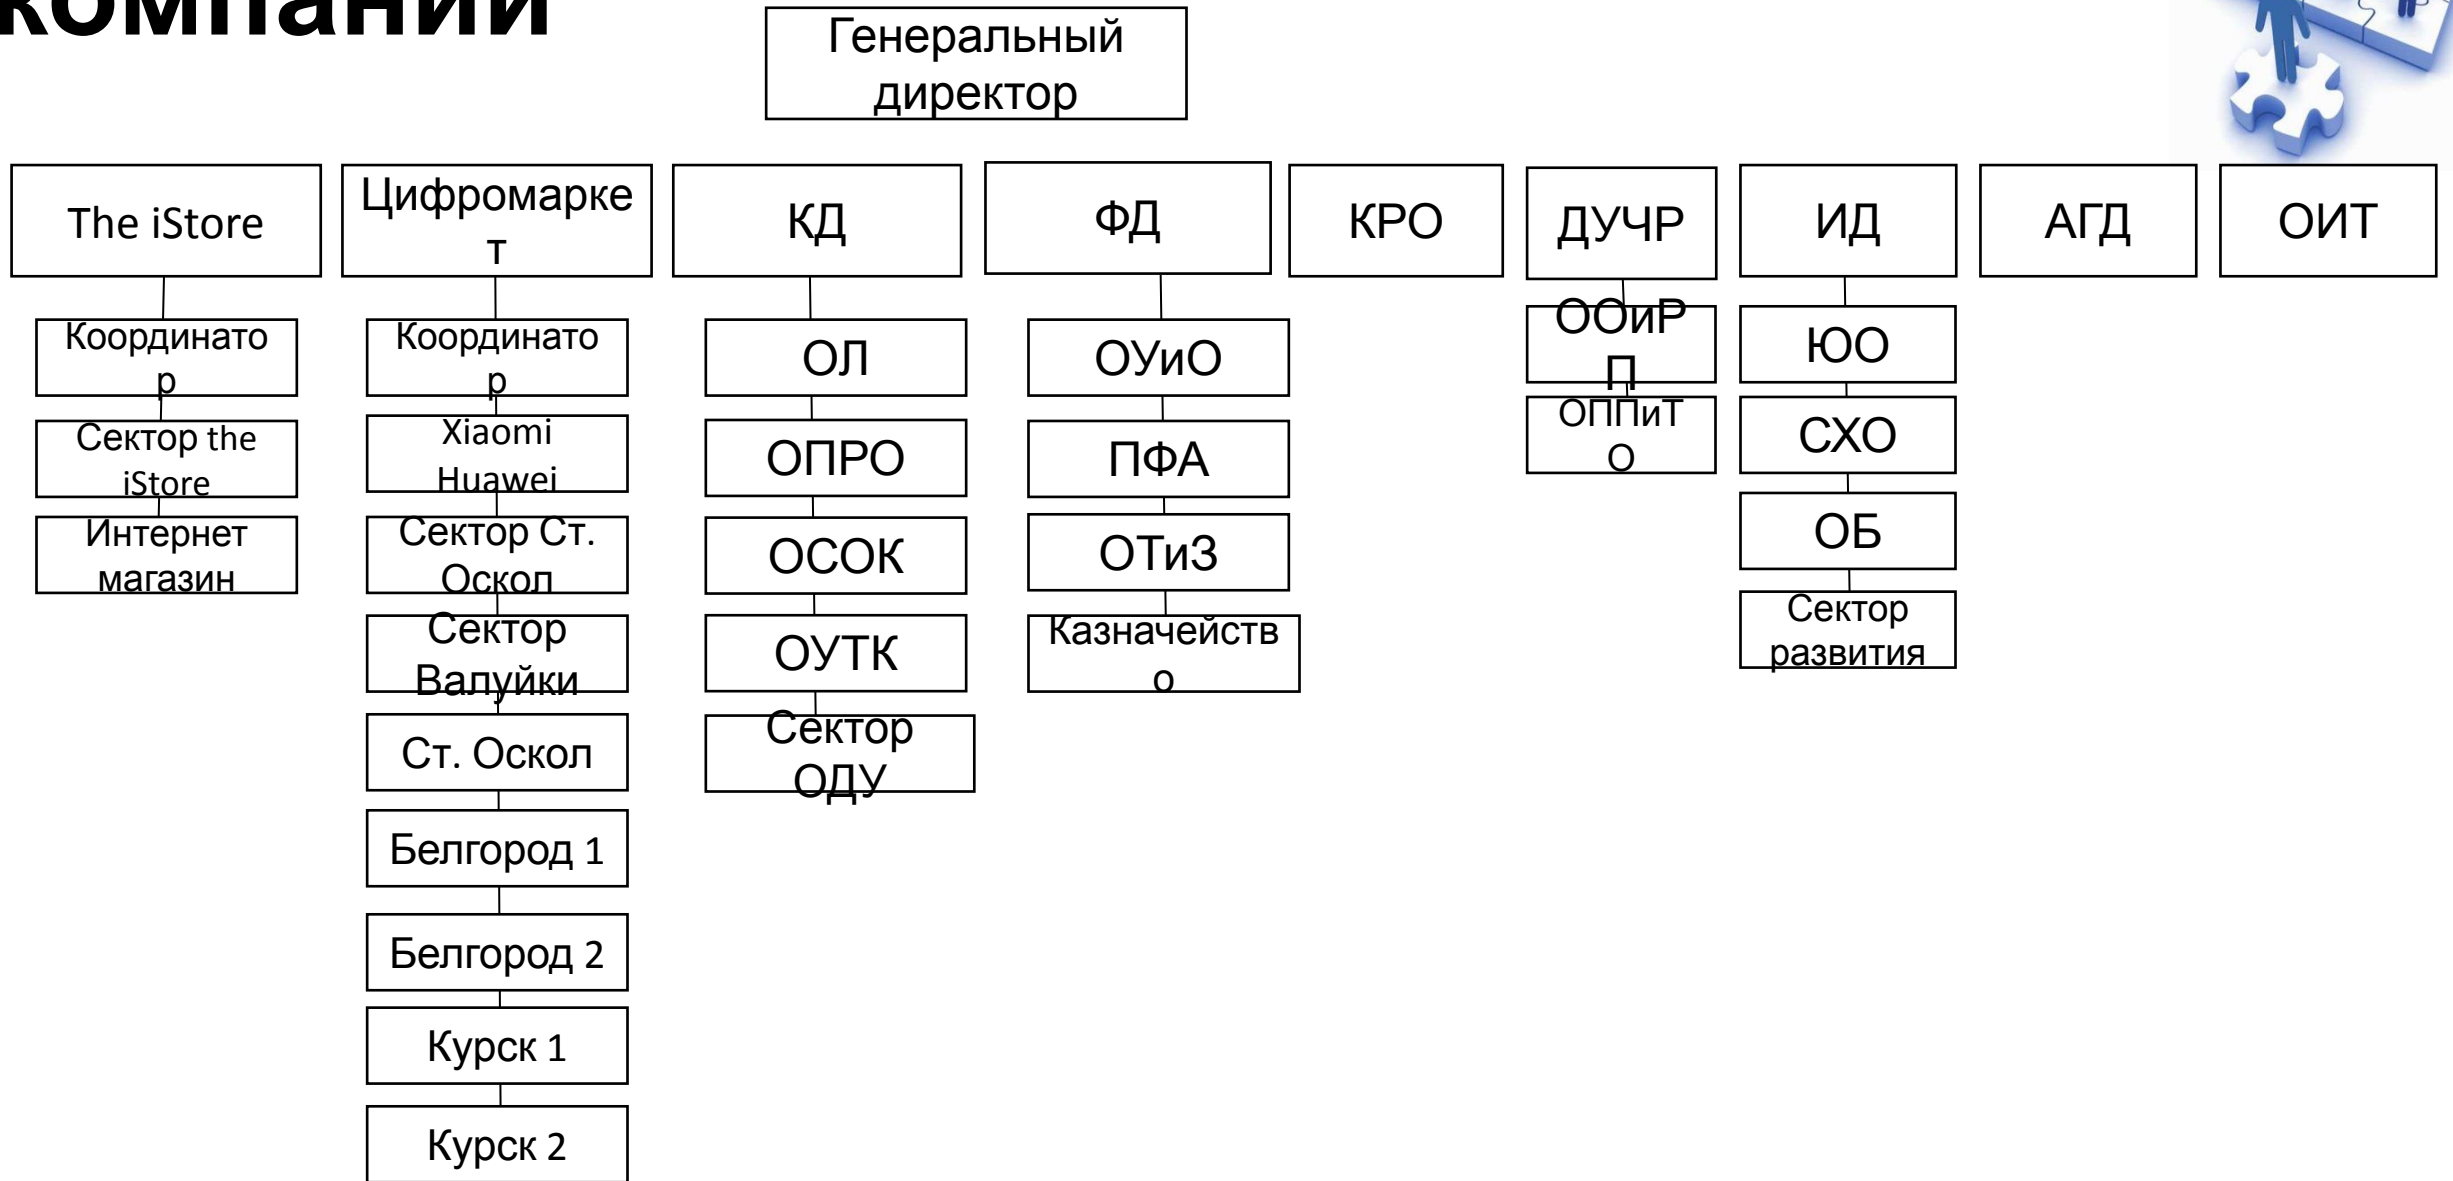 компании
Генеральный
директор
The iStore
Цифромарке
т
КД
ФД
КРО
ДУЧР
ИД
АГД
ОИТ
Координато
р
Сектор the
iStore
Интернет
магазин
Координато
р
Xiaomi
Huawei
Сектор Ст.
Оскол
Сектор
Валуйки
Ст. Оскол
Белгород 1
Белгород 2
Курск 1
Курск 2
ОЛ
ОПРО
ОСОК
ОУТК
Сектор
ОДУ
ОУиО
ПФА
ОТиЗ
Казначейств
о
ООиР
П
ОППиТ
О
ЮО
СХО
ОБ
Сектор
развития